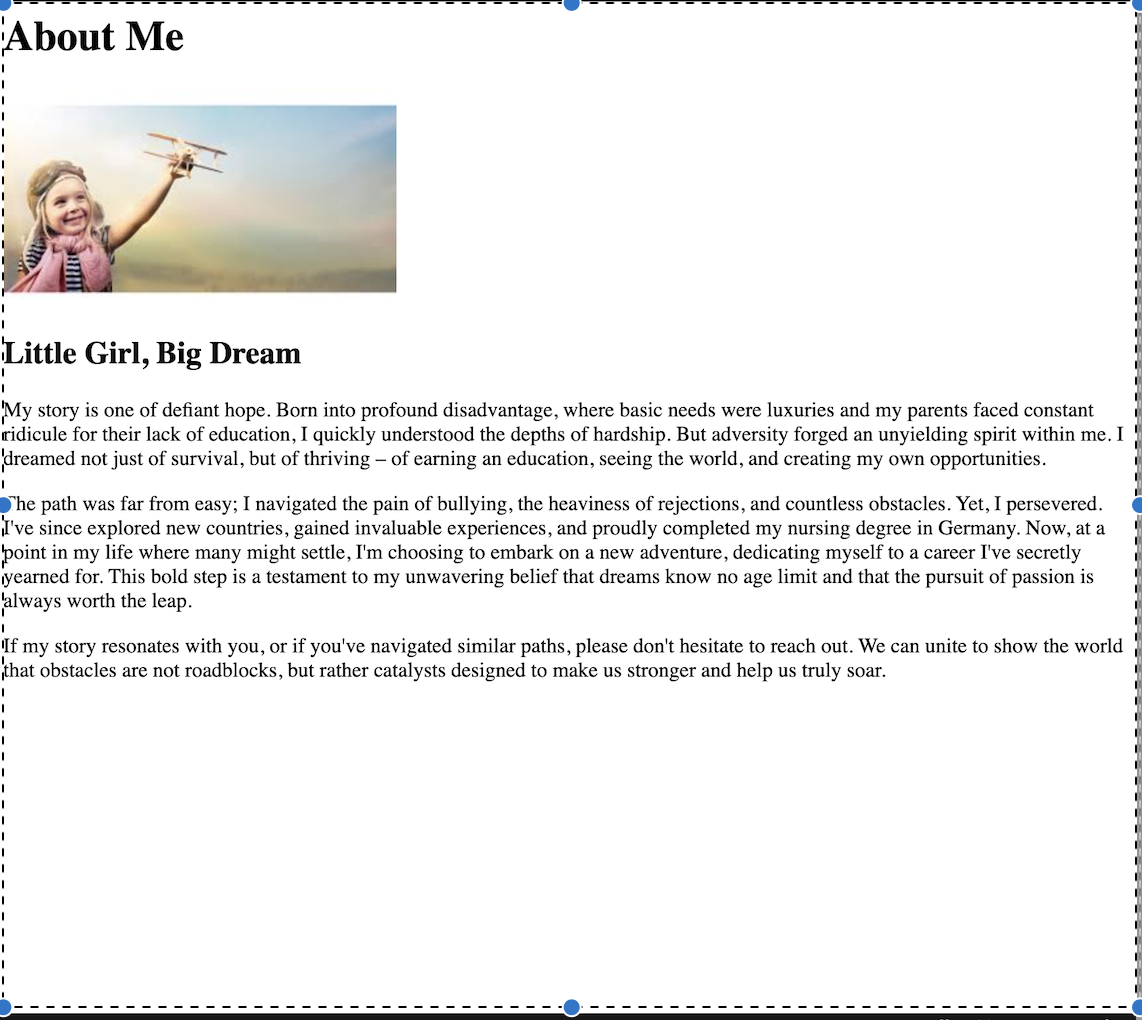 About Me
Little Girl, Big Dream
My story is one of defiant hope. Born into profound disadvantage, where basic needs were luxuries and my parents faced constant
ridicule for their lack of education, I quickly understood the depths of hardship. But adversity forged an unyielding spirit within me. I
dreamed not just of survival, but of thriving – of earning an education, seeing the world, and creating my own opportunities.
The path was far from easy; I navigated the pain of bullying, the heaviness of rejections, and countless obstacles. Yet, I persevered.
I've since explored new countries, gained invaluable experiences, and proudly completed my nursing degree in Germany. Now, at a
point in my life where many might settle, I'm choosing to embark on a new adventure, dedicating myself to a career I've secretly
yearned for. This bold step is a testament to my unwavering belief that dreams know no age limit and that the pursuit of passion is
always worth the leap.
If my story resonates with you, or if you've navigated similar paths, please don't hesitate to reach out. We can unite to show the world
that obstacles are not roadblocks, but rather catalysts designed to make us stronger and help us truly soar.